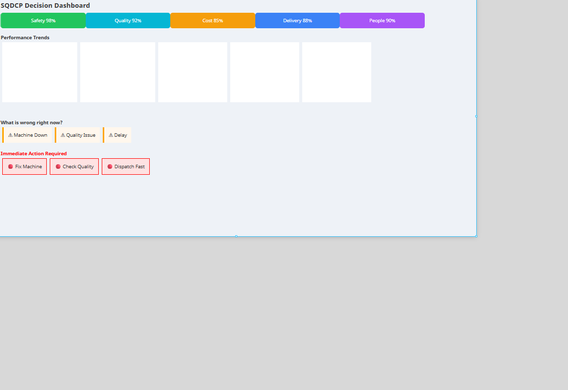 SQDCP Decision Dashboard
Safety 98% Quality 92% Cost 85% Delivery 88% People 90%
Performance Trends
What is wrong right now?
⚠ Machine Down ⚠ Quality Issue ⚠ Delay
Immediate Action Required
🎯 Fix Machine 🎯 Check Quality 🎯 Dispatch Fast